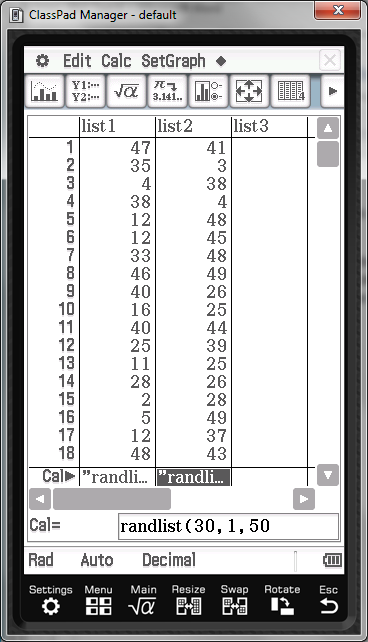 ClassPad Manager - default
Edit Calc SetGraph
Y1:··· Y2:··· √α 3.141..
list1 list2 list3
1 47 41
2 35 3
3 4 38
4 38 4
5 12 48
6 12 45
7 33 48
8 46 49
9 40 26
10 16 25
11 40 44
12 25 39
13 11 25
14 28 26
15 2 28
16 5 49
17 12 37
18 48 43
Cal▶ "randli... "randli...
Cal= randlist(30,1,50
Rad Auto Decimal
Settings Menu Main Resize Swap Rotate Esc
√α